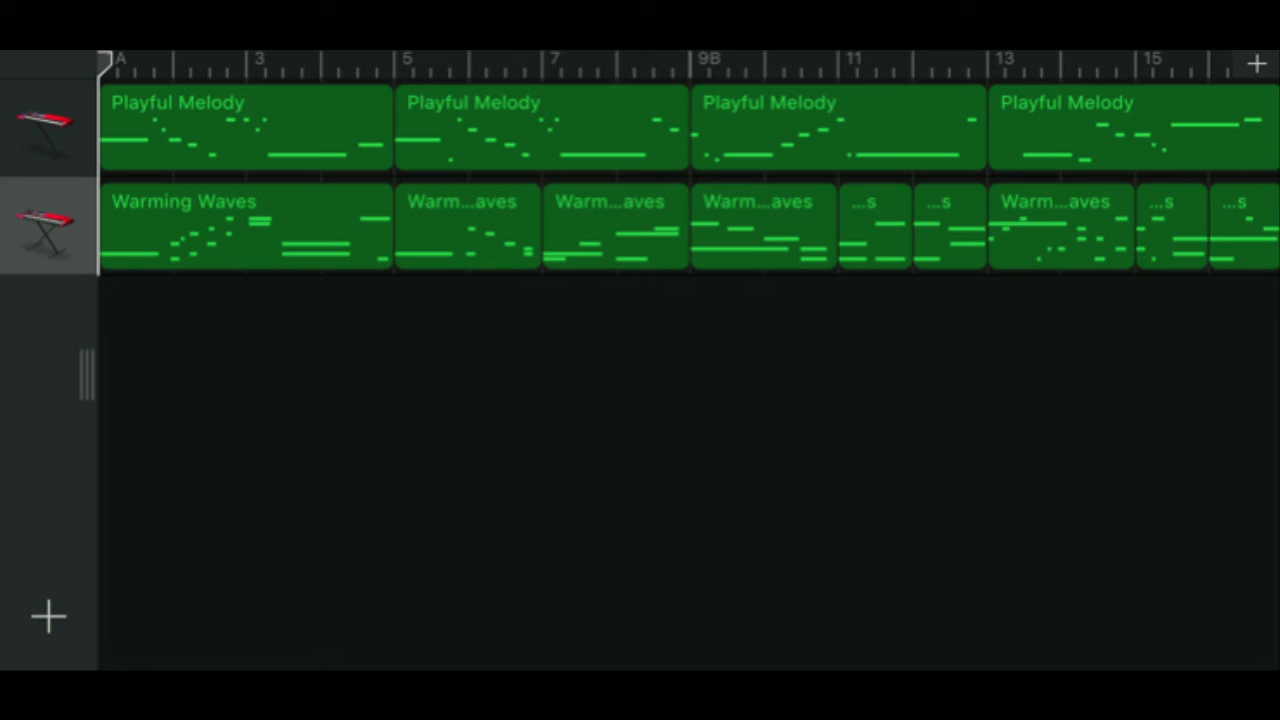 A 3 5 7 9B 11 13 15
Playful Melody Playful Melody Playful Melody Playful Melody
Warming Waves Warm...aves Warm...aves Warm...aves ...s ...s Warm...aves ...s ...s